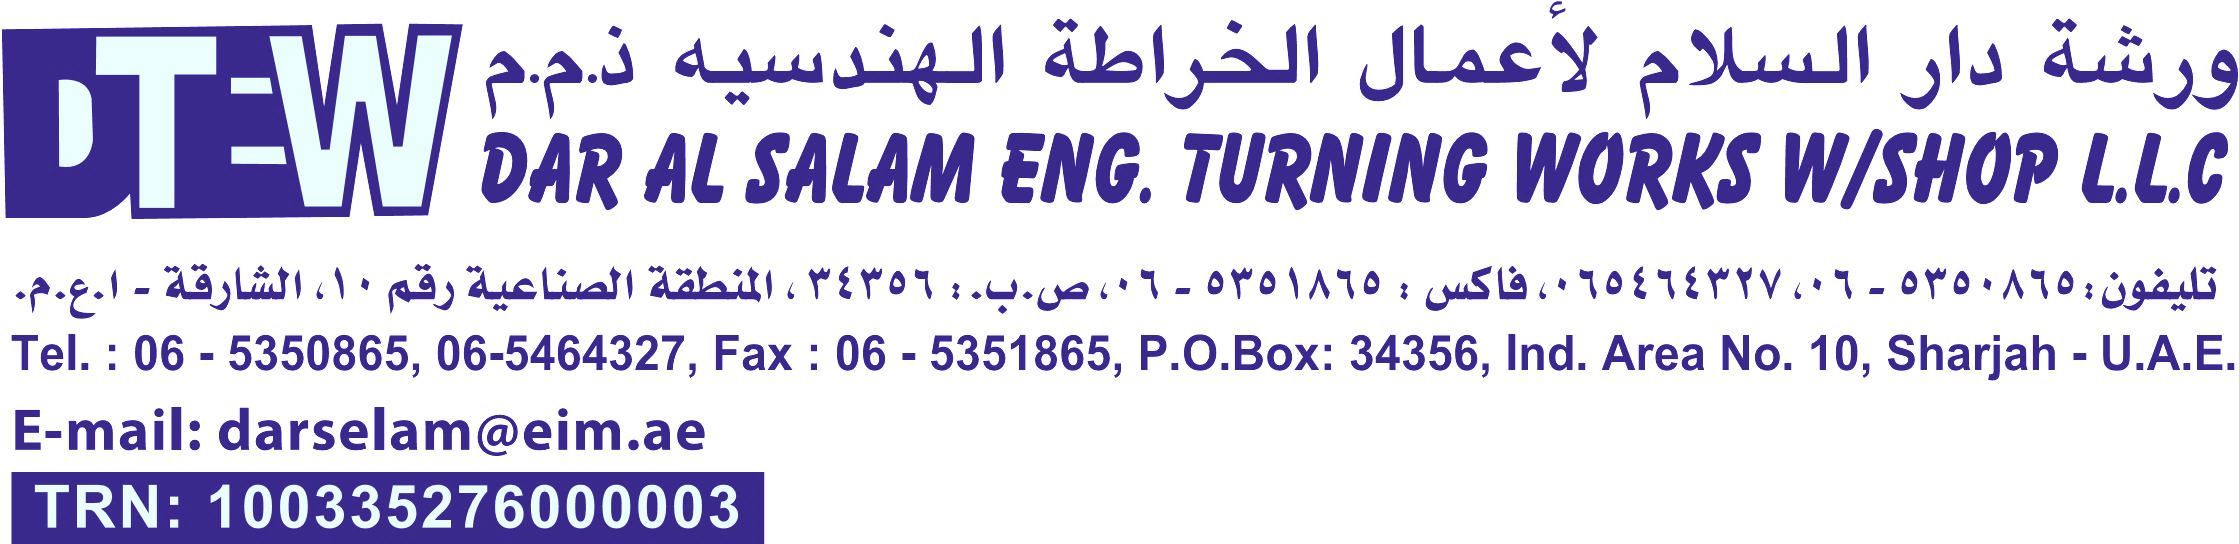 DTEW
ورشة دار السلام لأعمال الخراطة الهندسيه ذ.م.م
DAR AL SALAM ENG. TURNING WORKS W/SHOP L.L.C
تليفون: ٥٣٥٠٨٦٥ - ٠٦، ٠٦٥٤٦٤٣٢٧، فاكس : ٥٣٥١٨٦٥ - ٠٦، ص.ب. : ٣٤٣٥٦ ، المنطقة الصناعية رقم ١٠، الشارقة - ا.ع.م.
Tel. : 06 - 5350865, 06-5464327, Fax : 06 - 5351865, P.O.Box: 34356, Ind. Area No. 10, Sharjah - U.A.E.
E-mail: darselam@eim.ae
TRN: 100335276000003